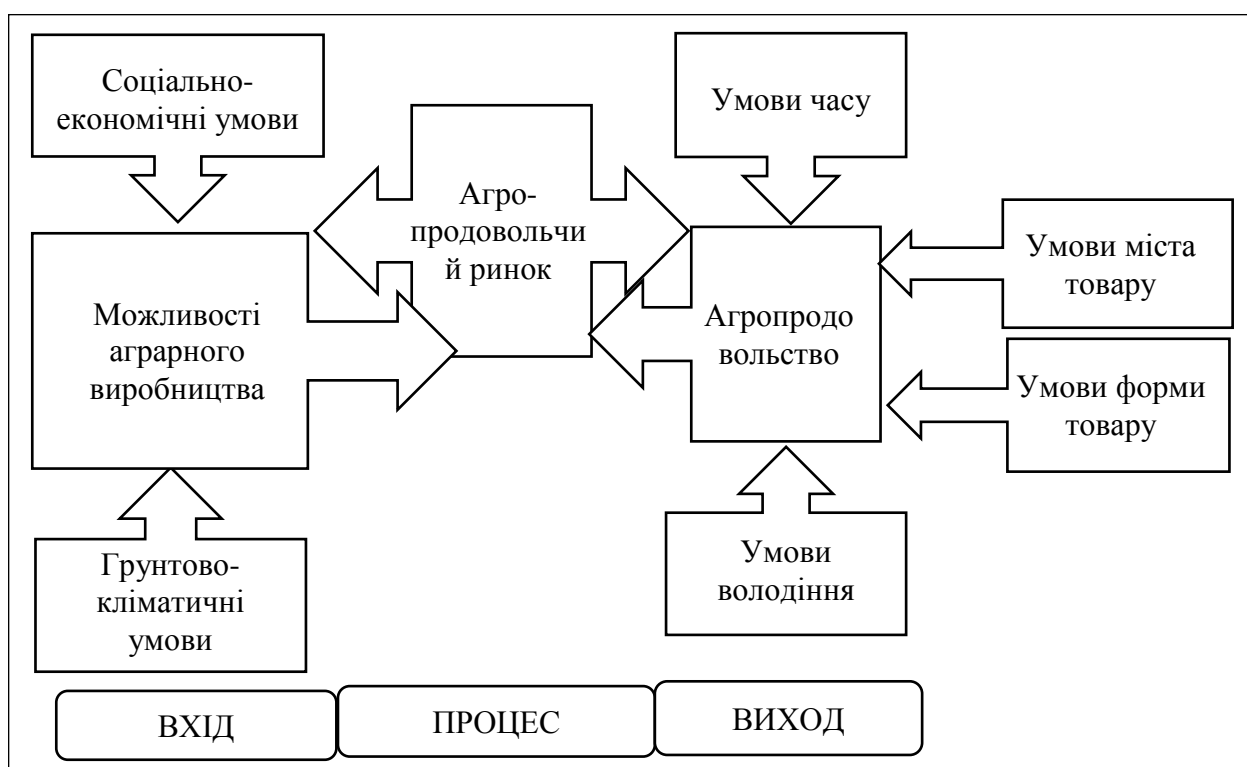 Соціально-
економічні умови
Умови часу
Агро-
продовольчи
й ринок
Умови міста
товару
Можливості
аграрного
виробництва
Агропродо
вольство
Умови форми
товару
Грунтово-
кліматичні
умови
Умови
володіння
ВХІД
ПРОЦЕС
ВИХОД